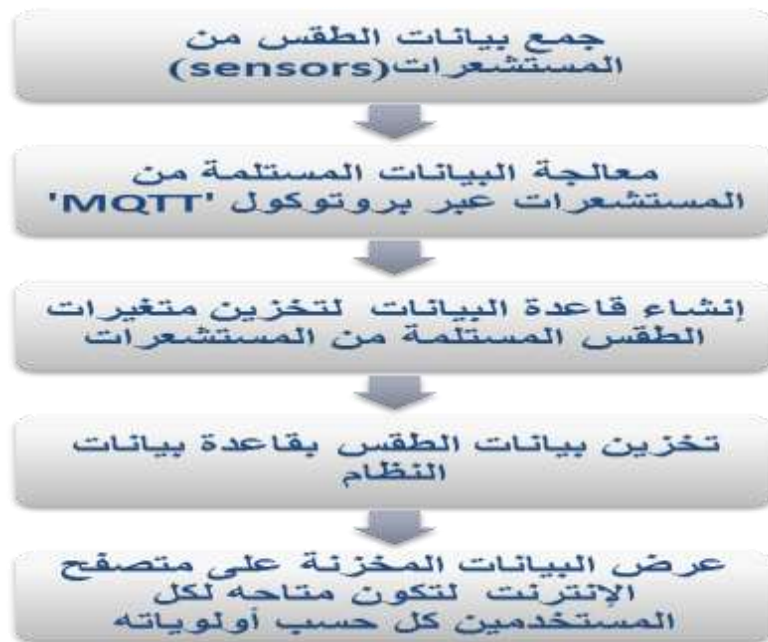 جمع بيانات الطقس من
المستشعرات(sensors)
معالجة البيانات المستلمة من
المستشعرات عبر بروتوكول 'MQTT'
إنشاء قاعدة البيانات لتخزين متغيرات
الطقس المستلمة من المستشعرات
تخزين بيانات الطقس بقاعدة بيانات
النظام
عرض البيانات المخزنة على متصفح
الإنترنت لتكون متاحه لكل
المستخدمين كل حسب أولوياته